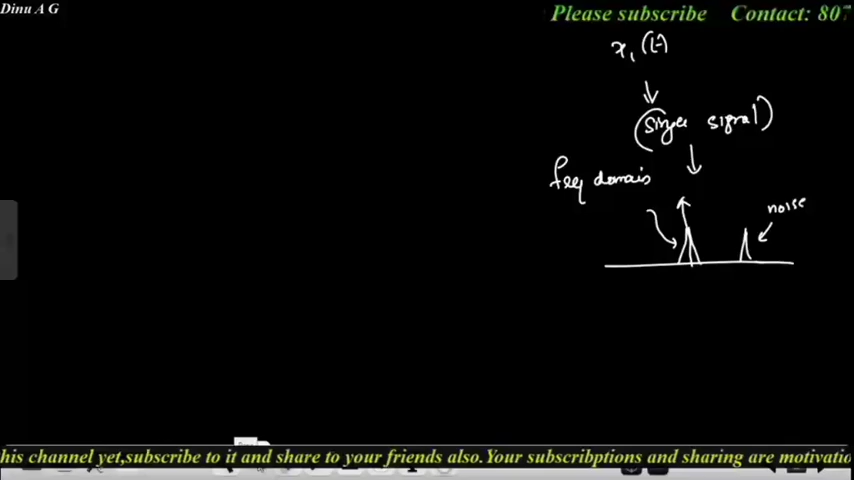 Dinu A G
Please subscribe Contact: 807
x₁(t)
(single signal)
freq domain
noise
his channel yet,subscribe to it and share to your friends also.Your subscribptions and sharing are motivatio